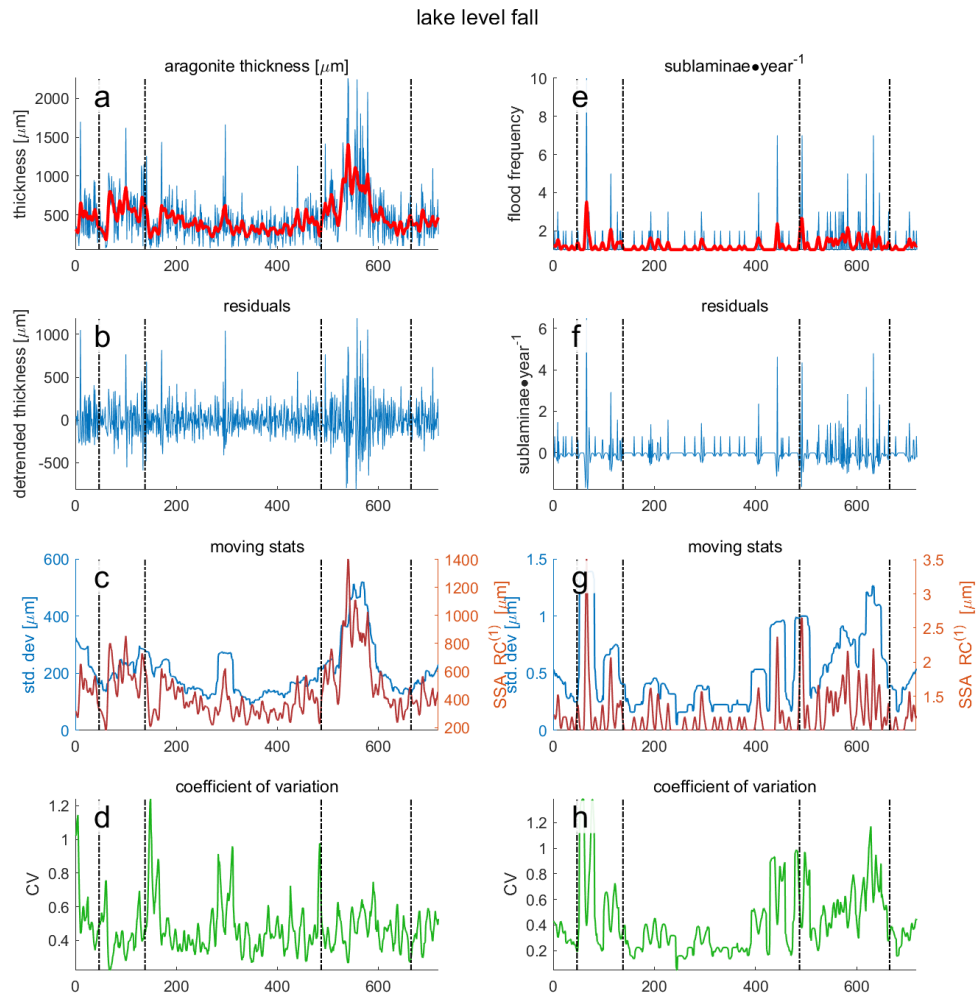 lake level fall
aragonite thickness [μm]
a
thickness [μm]
2000
1500
1000
500
0
200
400
600
sublaminae●year-1
e
flood frequency
10
8
6
4
2
0
200
400
600
residuals
b
detrended thickness [μm]
1000
500
0
-500
0
200
400
600
residuals
f
sublaminae●year-1
6
4
2
0
0
200
400
600
moving stats
c
std. dev [μm]
600
400
200
0
0
200
400
600
1400
1200
1000
800
600
400
200
SSA RC(1) [μm]
moving stats
g
std. dev [μm]
1.5
1
0.5
0
0
200
400
600
3.5
3
2.5
2
1.5
SSA RC(1) [μm]
coefficient of variation
d
CV
1.2
1
0.8
0.6
0.4
0
200
400
600
coefficient of variation
h
CV
1.2
1
0.8
0.6
0.4
0.2
0
200
400
600